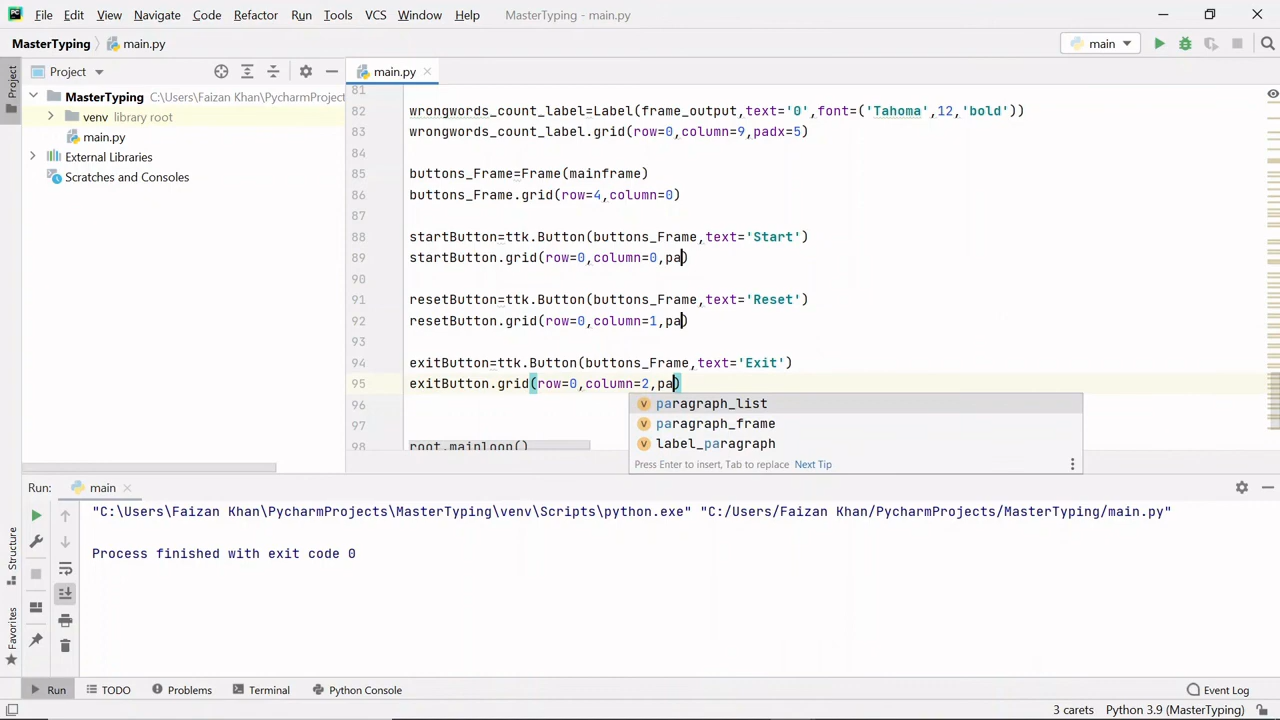 File Edit View Navigate Code Refactor Run Tools VCS Window Help MasterTyping - main.py
MasterTyping main.py main
Project Project main.py
MasterTyping C:\Users\Faizan Khan\PycharmProject
venv library root
main.py
External Libraries
Scratches and Consoles
81
82 wrongwords_count_label=Label(frame_output,text='0',font=('Tahoma',12,'bold'))
83 wrongwords_count_label.grid(row=0,column=9,padx=5)
84
85 buttons_Frame=Frame(mainframe)
86 buttons_Frame.grid(row=4,column=0)
87
88 startButton=ttk.Button(buttons_Frame,text='Start')
89 startButton.grid(row=0,column=0,pa)
90
91 resetButton=ttk.Button(buttons_Frame,text='Reset')
92 resetButton.grid(row=0,column=1,pa)
93
94 exitButton=ttk.Button(buttons_Frame,text='Exit')
95 exitButton.grid(row=0,column=2,pa)
96 paragraph_list
97 paragraph_frame
98 root.mainloop() label_paragraph
Press Enter to insert, Tab to replace Next Tip
Run: main
"C:\Users\Faizan Khan\PycharmProjects\MasterTyping\venv\Scripts\python.exe" "C:/Users/Faizan Khan/PycharmProjects/MasterTyping/main.py"
Process finished with exit code 0
Structure
Favorites
Run TODO Problems Terminal Python Console Event Log
3 carets Python 3.9 (MasterTyping)